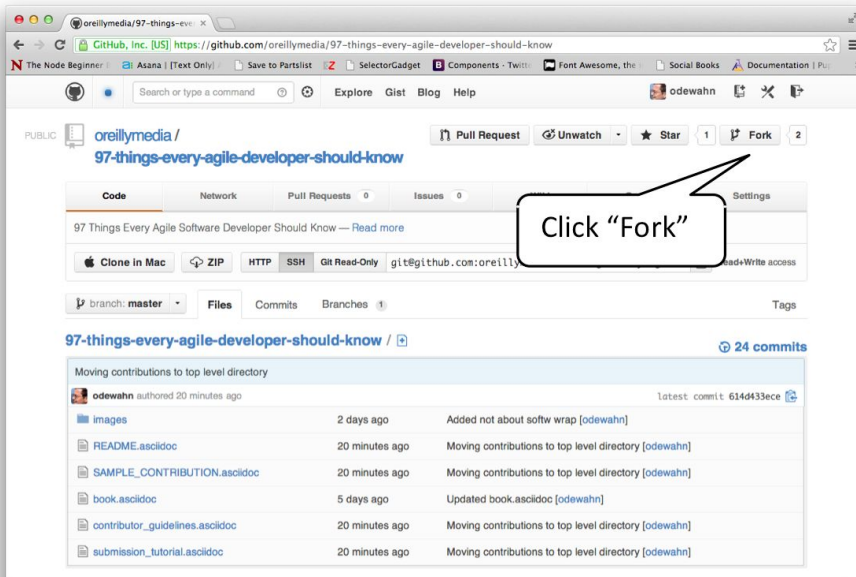 oreillymedia/97-things-ever
GitHub, Inc. [US] https://github.com/oreillymedia/97-things-every-agile-developer-should-know
The Node Beginner Asana | [Text Only] Save to Partslist SelectorGadget Components · Twitt Font Awesome, the Social Books Documentation | Pu
Search or type a command Explore Gist Blog Help odewahn
PUBLIC oreillymedia / Pull Request Unwatch Star 1 Fork 2
97-things-every-agile-developer-should-know
Code Network Pull Requests 0 Issues 0 Settings
Click “Fork”
97 Things Every Agile Software Developer Should Know — Read more
Clone in Mac ZIP HTTP SSH Git Read-Only git@github.com:oreilly ead+Write access
branch: master Files Commits Branches 1 Tags
97-things-every-agile-developer-should-know /
24 commits
Moving contributions to top level directory
odewahn authored 20 minutes ago latest commit 614d433ece
images 2 days ago Added not about softw wrap [odewahn]
README.asciidoc 20 minutes ago Moving contributions to top level directory [odewahn]
SAMPLE_CONTRIBUTION.asciidoc 20 minutes ago Moving contributions to top level directory [odewahn]
book.asciidoc 5 days ago Updated book.asciidoc [odewahn]
contributor_guidelines.asciidoc 20 minutes ago Moving contributions to top level directory [odewahn]
submission_tutorial.asciidoc 20 minutes ago Moving contributions to top level directory [odewahn]